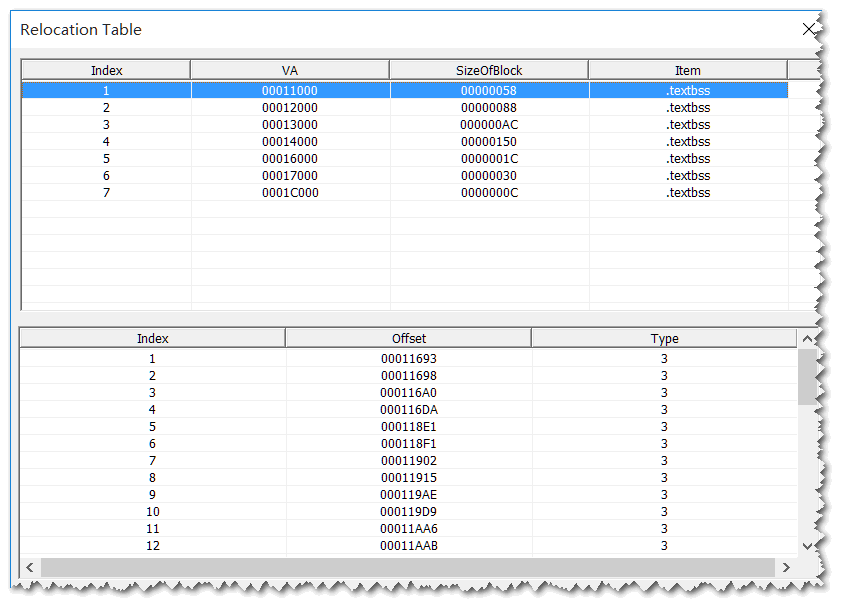 Relocation Table
Index VA SizeOfBlock Item
1 00011000 00000058 .textbss
2 00012000 00000088 .textbss
3 00013000 000000AC .textbss
4 00014000 00000150 .textbss
5 00016000 0000001C .textbss
6 00017000 00000030 .textbss
7 0001C000 0000000C .textbss
Index Offset Type
1 00011693 3
2 00011698 3
3 000116A0 3
4 000116DA 3
5 000118E1 3
6 000118F1 3
7 00011902 3
8 00011915 3
9 000119AE 3
10 000119D9 3
11 00011AA6 3
12 00011AAB 3